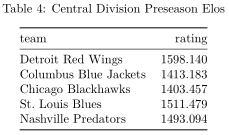 Table 4: Central Division Preseason Elos
team rating
Detroit Red Wings 1598.140
Columbus Blue Jackets 1413.183
Chicago Blackhawks 1403.457
St. Louis Blues 1511.479
Nashville Predators 1493.094